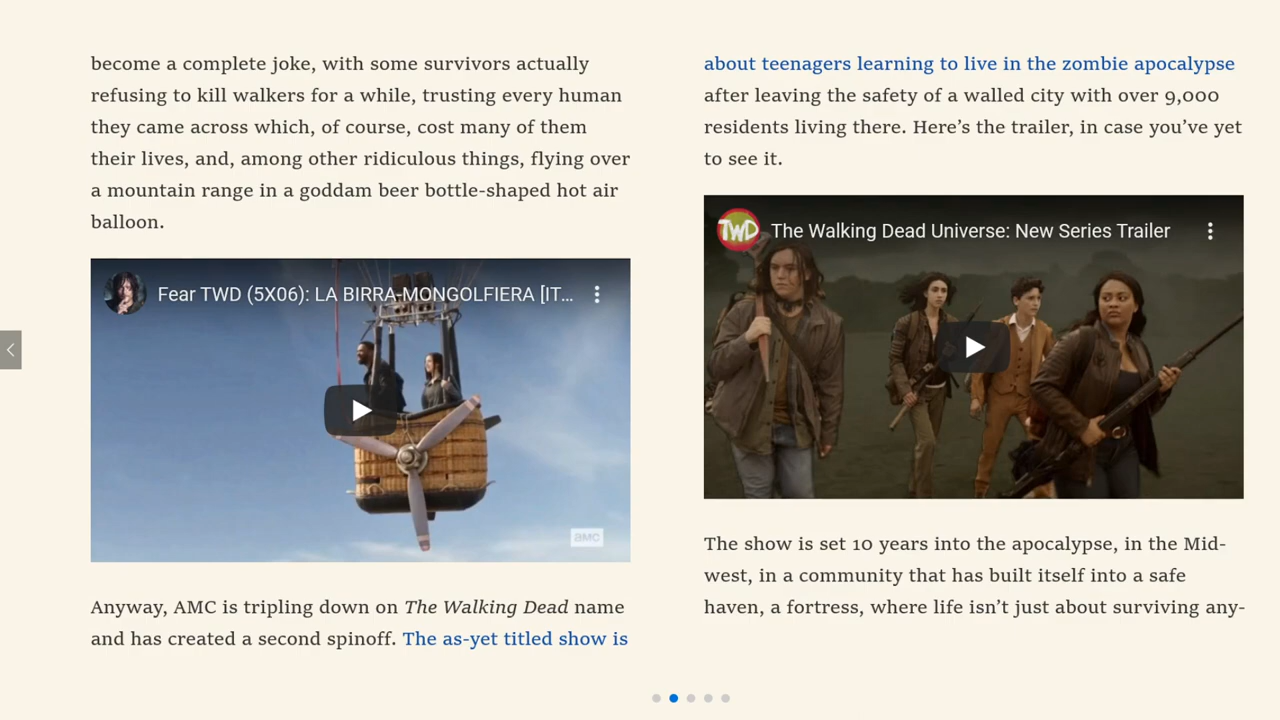 become a complete joke, with some survivors actually
refusing to kill walkers for a while, trusting every human
they came across which, of course, cost many of them
their lives, and, among other ridiculous things, flying over
a mountain range in a goddam beer bottle-shaped hot air
balloon.
Fear TWD (5X06): LA BIRRA-MONGOLFIERA [IT...
amc
Anyway, AMC is tripling down on The Walking Dead name
and has created a second spinoff. The as-yet titled show is
about teenagers learning to live in the zombie apocalypse
after leaving the safety of a walled city with over 9,000
residents living there. Here’s the trailer, in case you’ve yet
to see it.
TWD The Walking Dead Universe: New Series Trailer
The show is set 10 years into the apocalypse, in the Mid-
west, in a community that has built itself into a safe
haven, a fortress, where life isn’t just about surviving any-